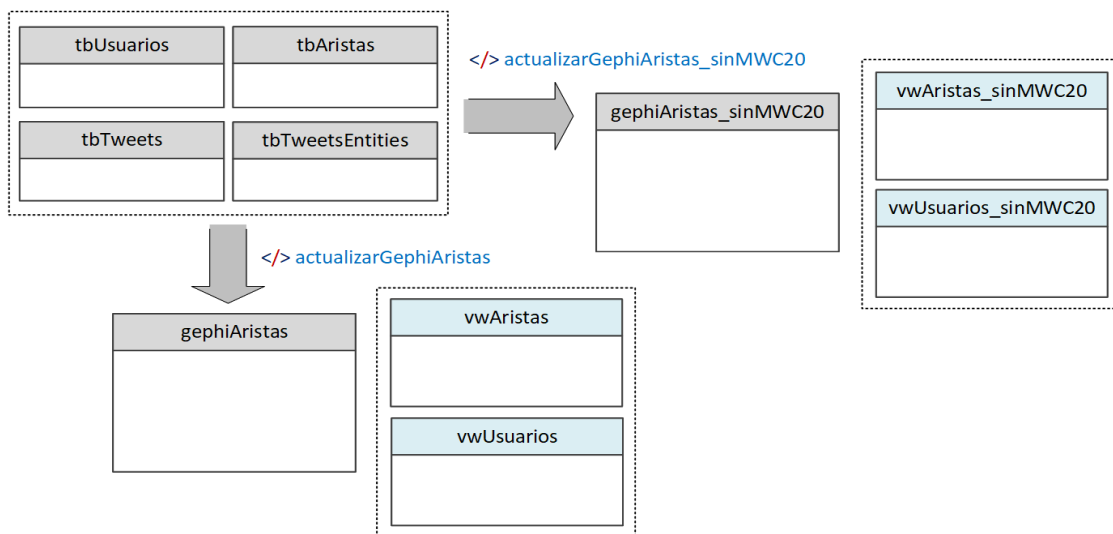 tbUsuarios
tbAristas
tbTweets
tbTweetsEntities
</> actualizarGephiAristas_sinMWC20
gephiAristas_sinMWC20
vwAristas_sinMWC20
vwUsuarios_sinMWC20
</> actualizarGephiAristas
gephiAristas
vwAristas
vwUsuarios